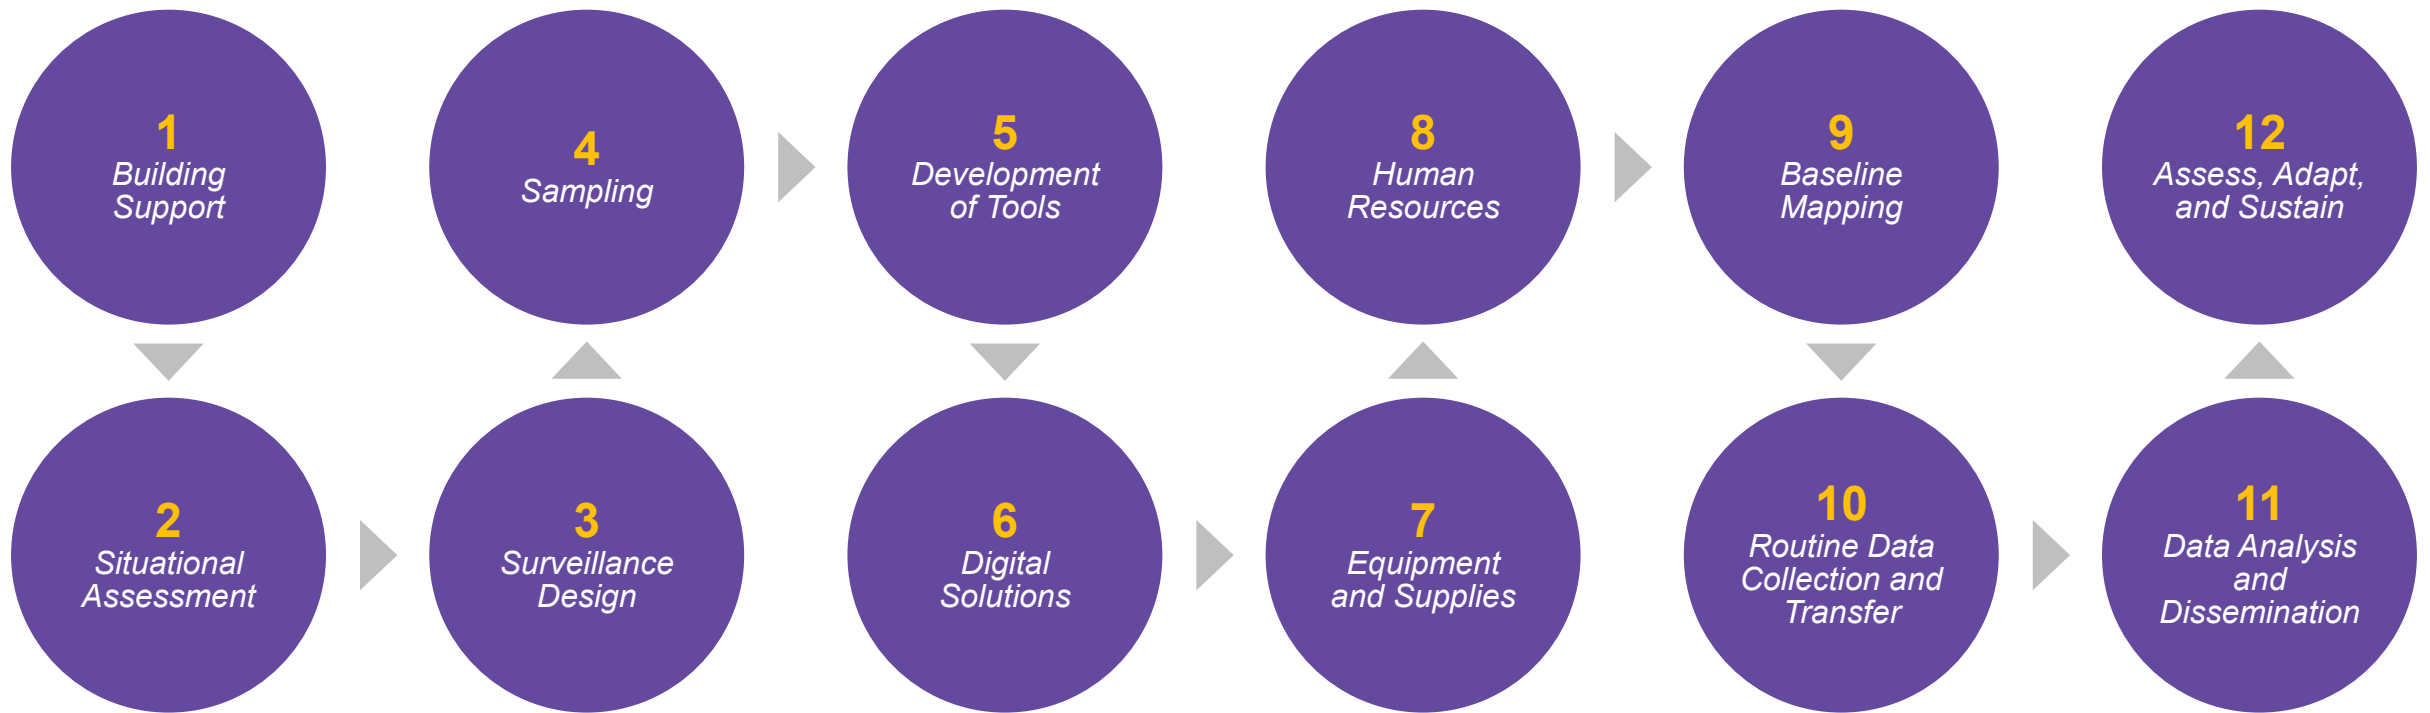 1
Building
Support
2
Situational
Assessment
3
Surveillance
Design
4
Sampling
5
Development
of Tools
6
Digital
Solutions
7
Equipment
and Supplies
8
Human
Resources
9
Baseline
Mapping
10
Routine Data
Collection and
Transfer
11
Data Analysis
and
Dissemination
12
Assess, Adapt,
and Sustain